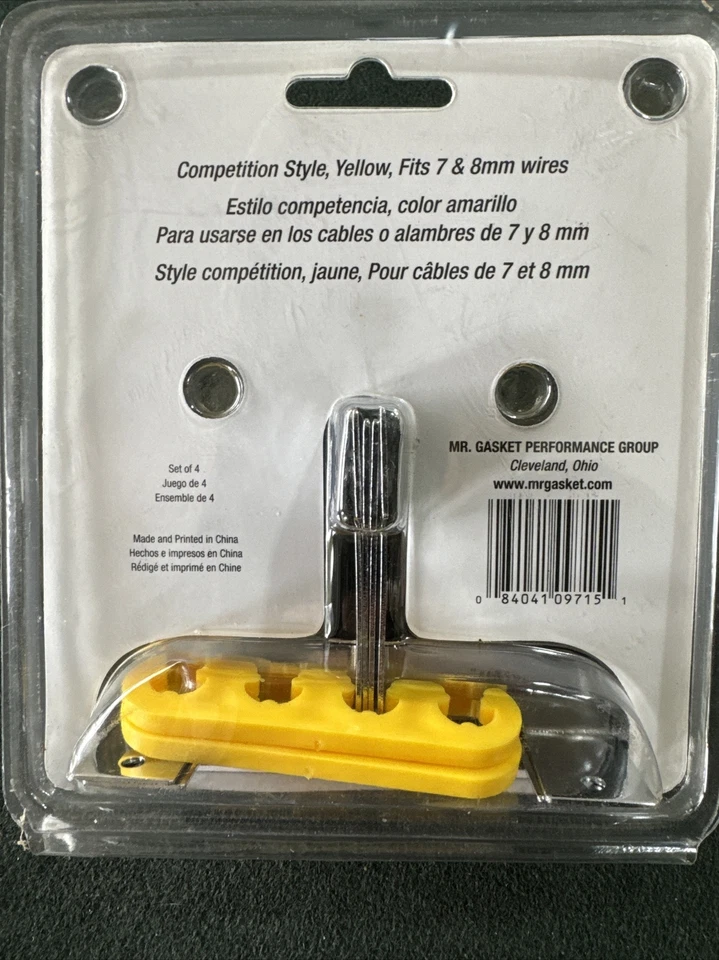 Competition Style, Yellow, Fits 7 & 8mm wires
Estilo competencia, color amarillo
Para usarse en los cables o alambres de 7 y 8 mm
Style compétition, jaune, Pour câbles de 7 et 8 mm
Set of 4
Juego de 4
Ensemble de 4
Made and Printed in China
Hechos e impresos en China
Rédigé et imprimé en Chine
MR. GASKET PERFORMANCE GROUP
Cleveland, Ohio
www.mrgasket.com
0 84041 09715 1